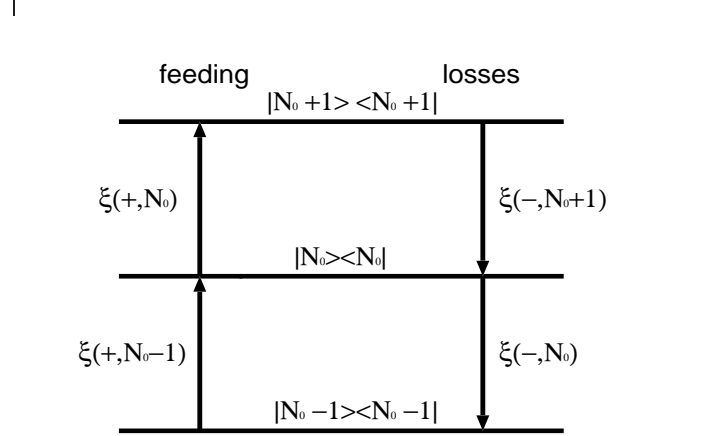 feeding losses
|N₀ +1> <N₀ +1|
ξ(+,N₀) ξ(−,N₀+1)
|N₀><N₀|
ξ(+,N₀−1) ξ(−,N₀)
|N₀ −1><N₀ −1|